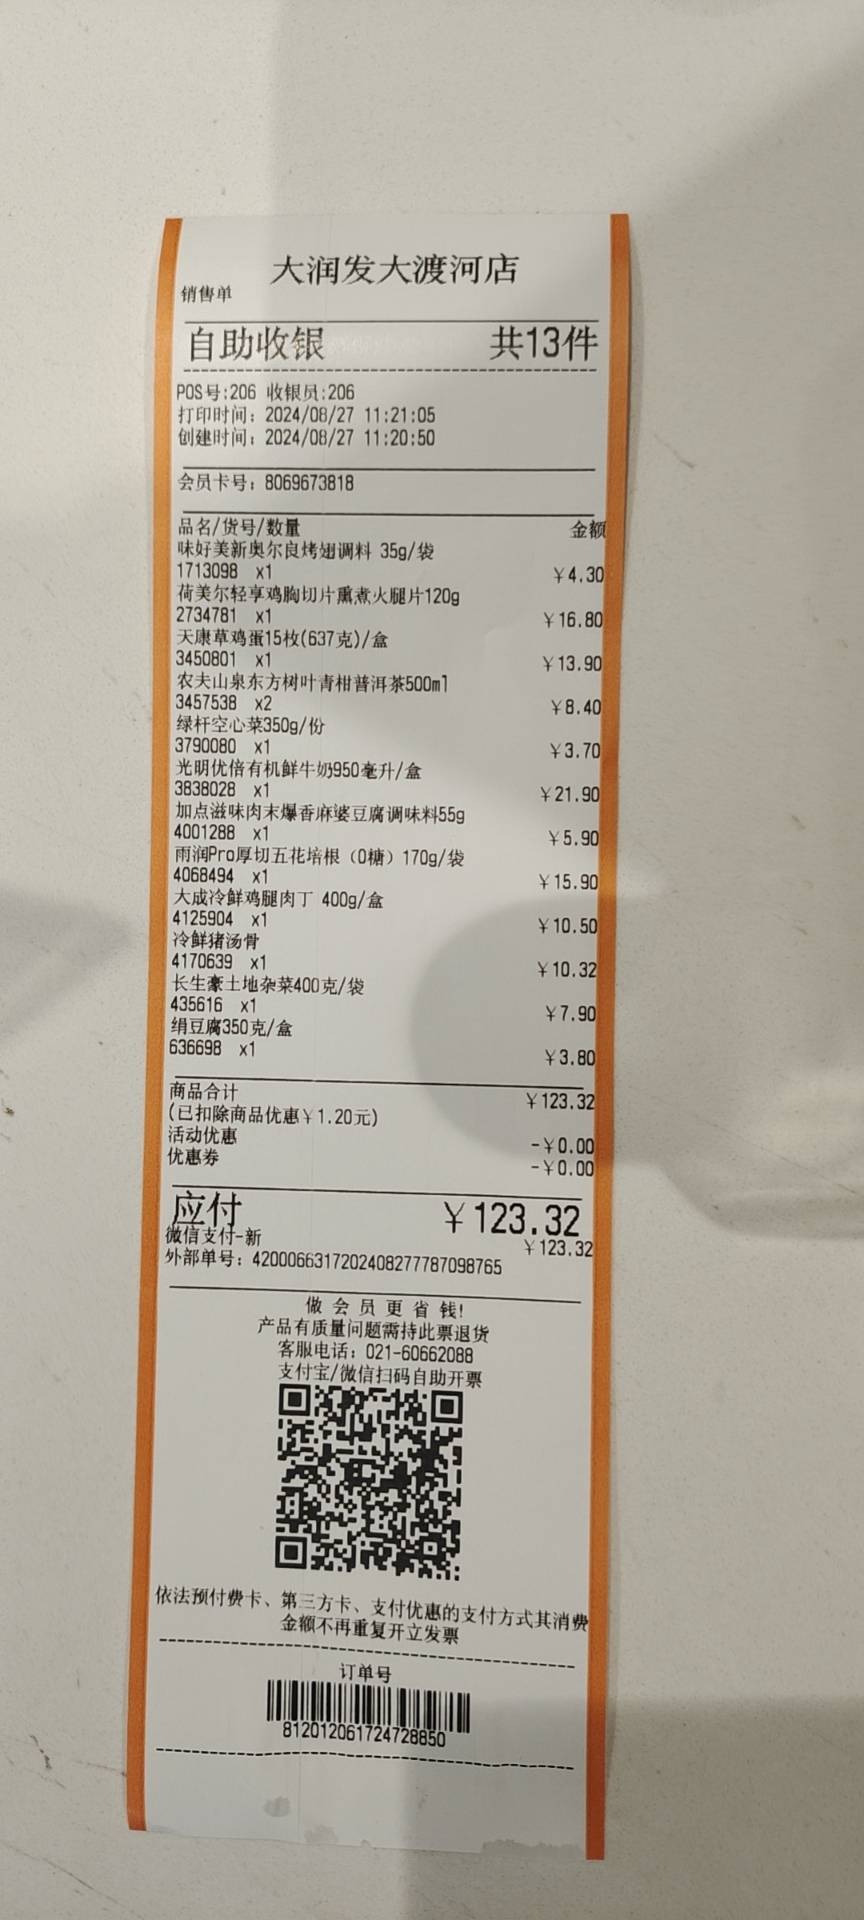 大润发大渡河店
销售单
自助收银 共13件
POS号:206 收银员:206
打印时间: 2024/08/27 11:21:05
创建时间: 2024/08/27 11:20:50
会员卡号: 8069673818
品名/货号/数量 金额
味好美新奥尔良烤翅调料 35g/袋
1713098 x1 ¥4.30
荷美尔轻享鸡胸切片熏煮火腿片120g
2734781 x1 ¥16.80
天康草鸡蛋15枚(637克)/盒
3450801 x1 ¥13.90
农夫山泉东方树叶青柑普洱茶500ml
3457538 x2 ¥8.40
绿杆空心菜350g/份
3790080 x1 ¥3.70
光明优倍有机鲜牛奶950毫升/盒
3838028 x1 ¥21.90
加点滋味肉末爆香麻婆豆腐调味料55g
4001288 x1 ¥5.90
雨润Pro厚切五花培根（0糖）170g/袋
4068494 x1 ¥15.90
大成冷鲜鸡腿肉丁 400g/盒
4125904 x1 ¥10.50
冷鲜猪汤骨
4170639 x1 ¥10.32
长生豪土地杂菜400克/袋
435616 x1 ¥7.90
绢豆腐350克/盒
636698 x1 ¥3.80
商品合计 ¥123.32
(已扣除商品优惠¥1.20元)
活动优惠 -¥0.00
优惠券 -¥0.00
应付 ¥123.32
微信支付-新 ¥123.32
外部单号: 4200066317202408277787098765
做会员更省钱!
产品有质量问题需持此票退货
客服电话: 021-60662088
支付宝/微信扫码自助开票
依法预付费卡、第三方卡、支付优惠的支付方式其消费
金额不再重复开立发票
订单号
812012061724728850